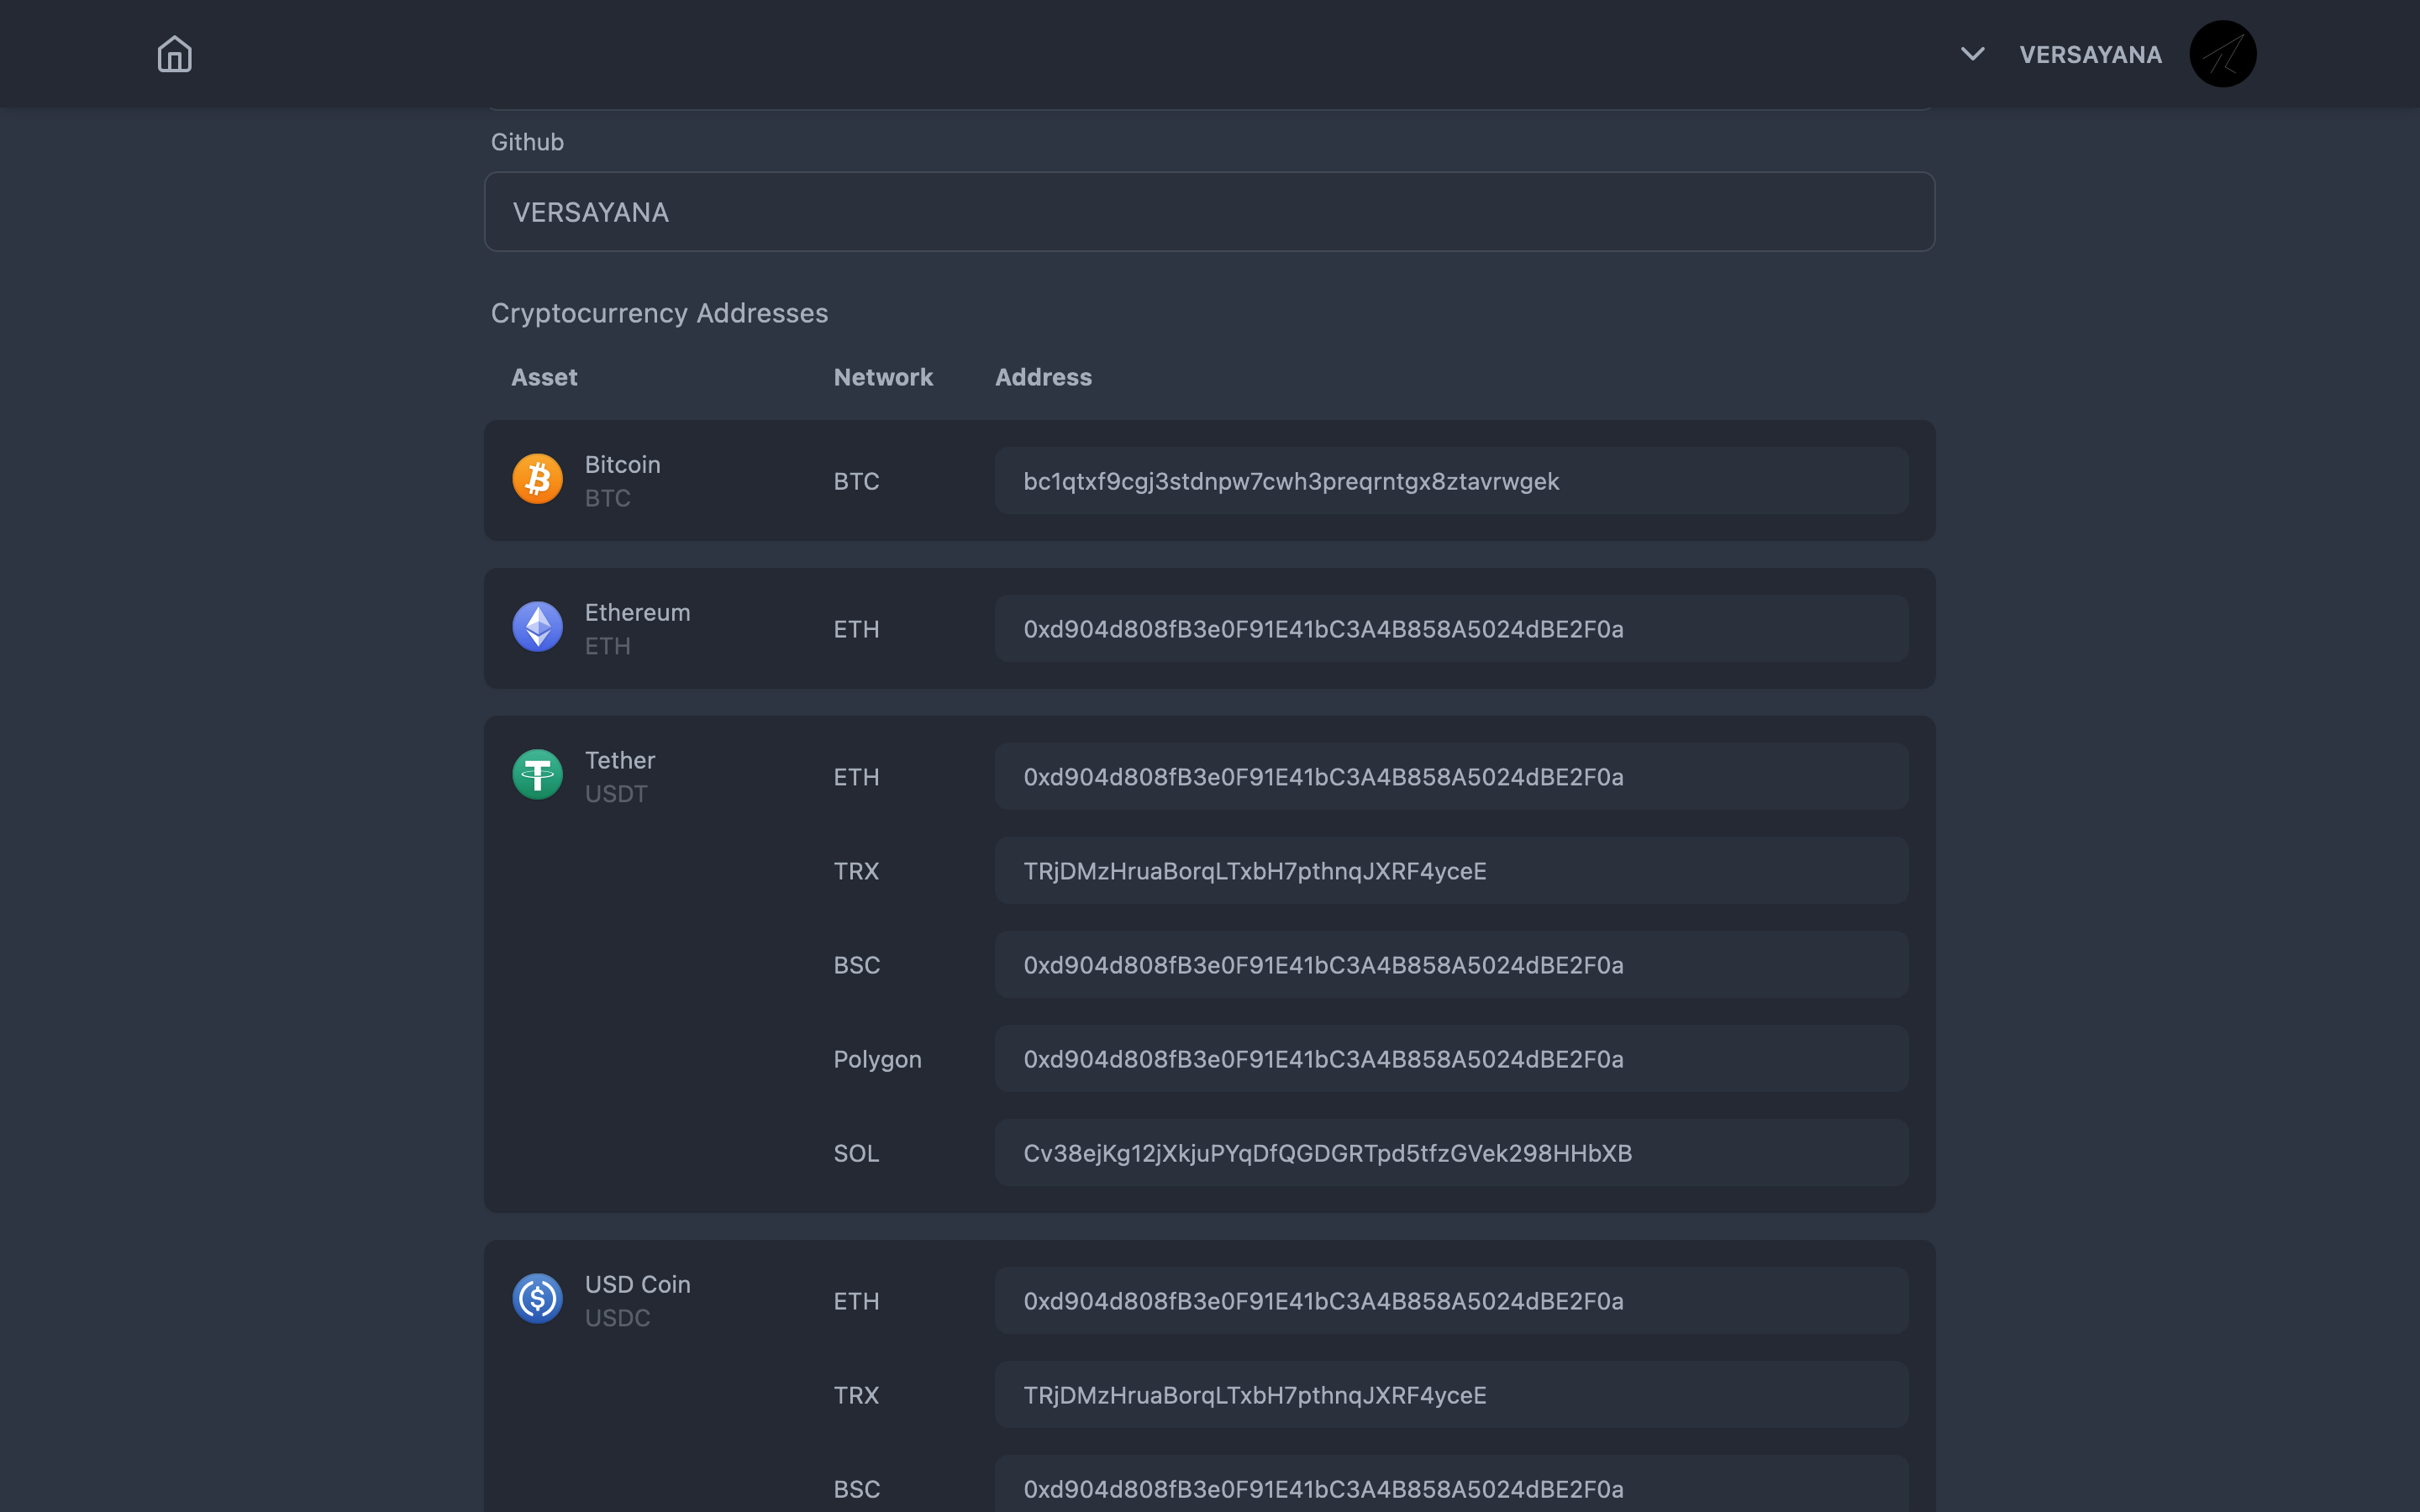 VERSAYANA
Github
VERSAYANA
Cryptocurrency Addresses
Asset Network Address
Bitcoin
BTC
BTC
bc1qtxf9cgj3stdnpw7cwh3preqrntgx8ztavrwgek
Ethereum
ETH
ETH
0xd904d808fB3e0F91E41bC3A4B858A5024dBE2F0a
Tether
USDT
ETH 0xd904d808fB3e0F91E41bC3A4B858A5024dBE2F0a
TRX TRjDMzHruaBorqLTxbH7pthnqJXRF4yceE
BSC 0xd904d808fB3e0F91E41bC3A4B858A5024dBE2F0a
Polygon 0xd904d808fB3e0F91E41bC3A4B858A5024dBE2F0a
SOL Cv38ejKg12jXkjuPYqDfQGDGRTpd5tfzGVek298HHbXB
USD Coin
USDC
ETH 0xd904d808fB3e0F91E41bC3A4B858A5024dBE2F0a
TRX TRjDMzHruaBorqLTxbH7pthnqJXRF4yceE
BSC 0xd904d808fB3e0F91E41bC3A4B858A5024dBE2F0a